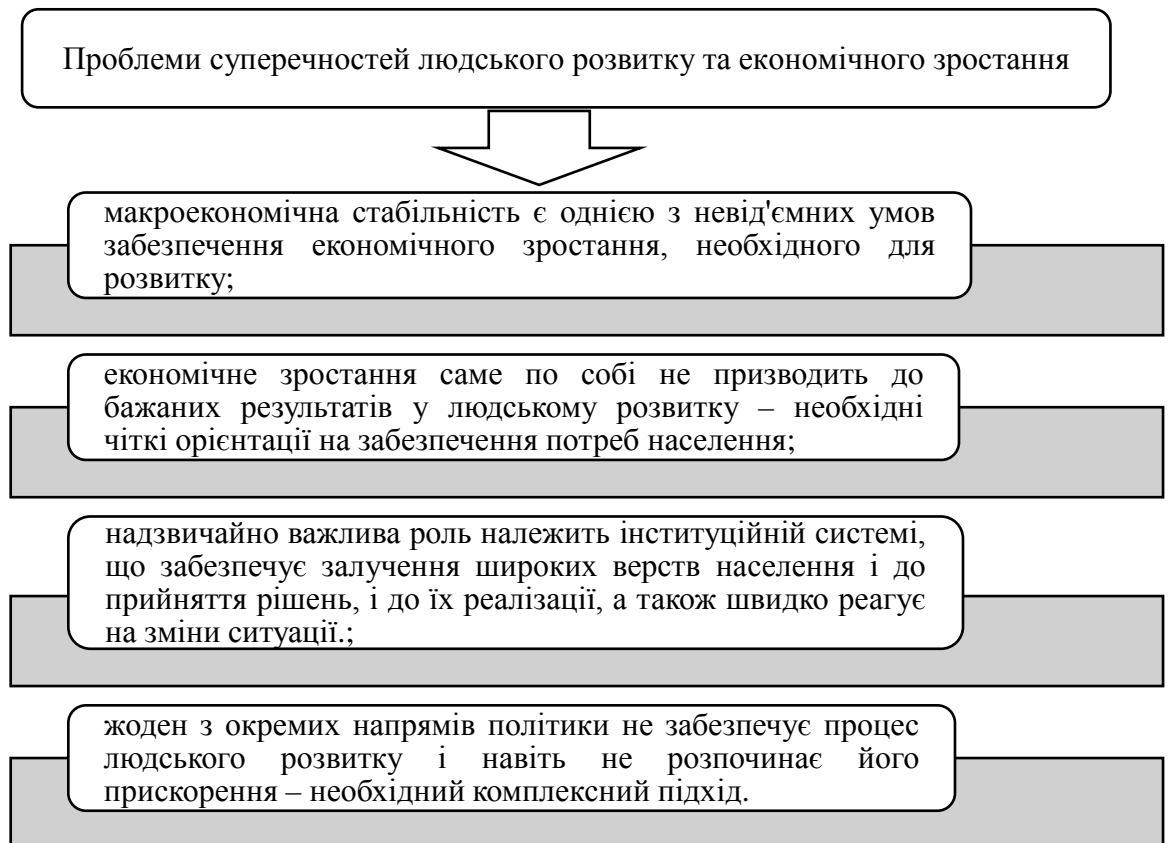 Проблеми суперечностей людського розвитку та економічного зростання
макроекономічна стабільність є однією з невід'ємних умов
забезпечення економічного зростання, необхідного для
розвитку;
економічне зростання саме по собі не призводить до
бажаних результатів у людському розвитку – необхідні
чіткі орієнтації на забезпечення потреб населення;
надзвичайно важлива роль належить інституційній системі,
що забезпечує залучення широких верств населення і до
прийняття рішень, і до їх реалізації, а також швидко реагує
на зміни ситуації.;
жоден з окремих напрямів політики не забезпечує процес
людського розвитку і навіть не розпочинає його
прискорення – необхідний комплексний підхід.